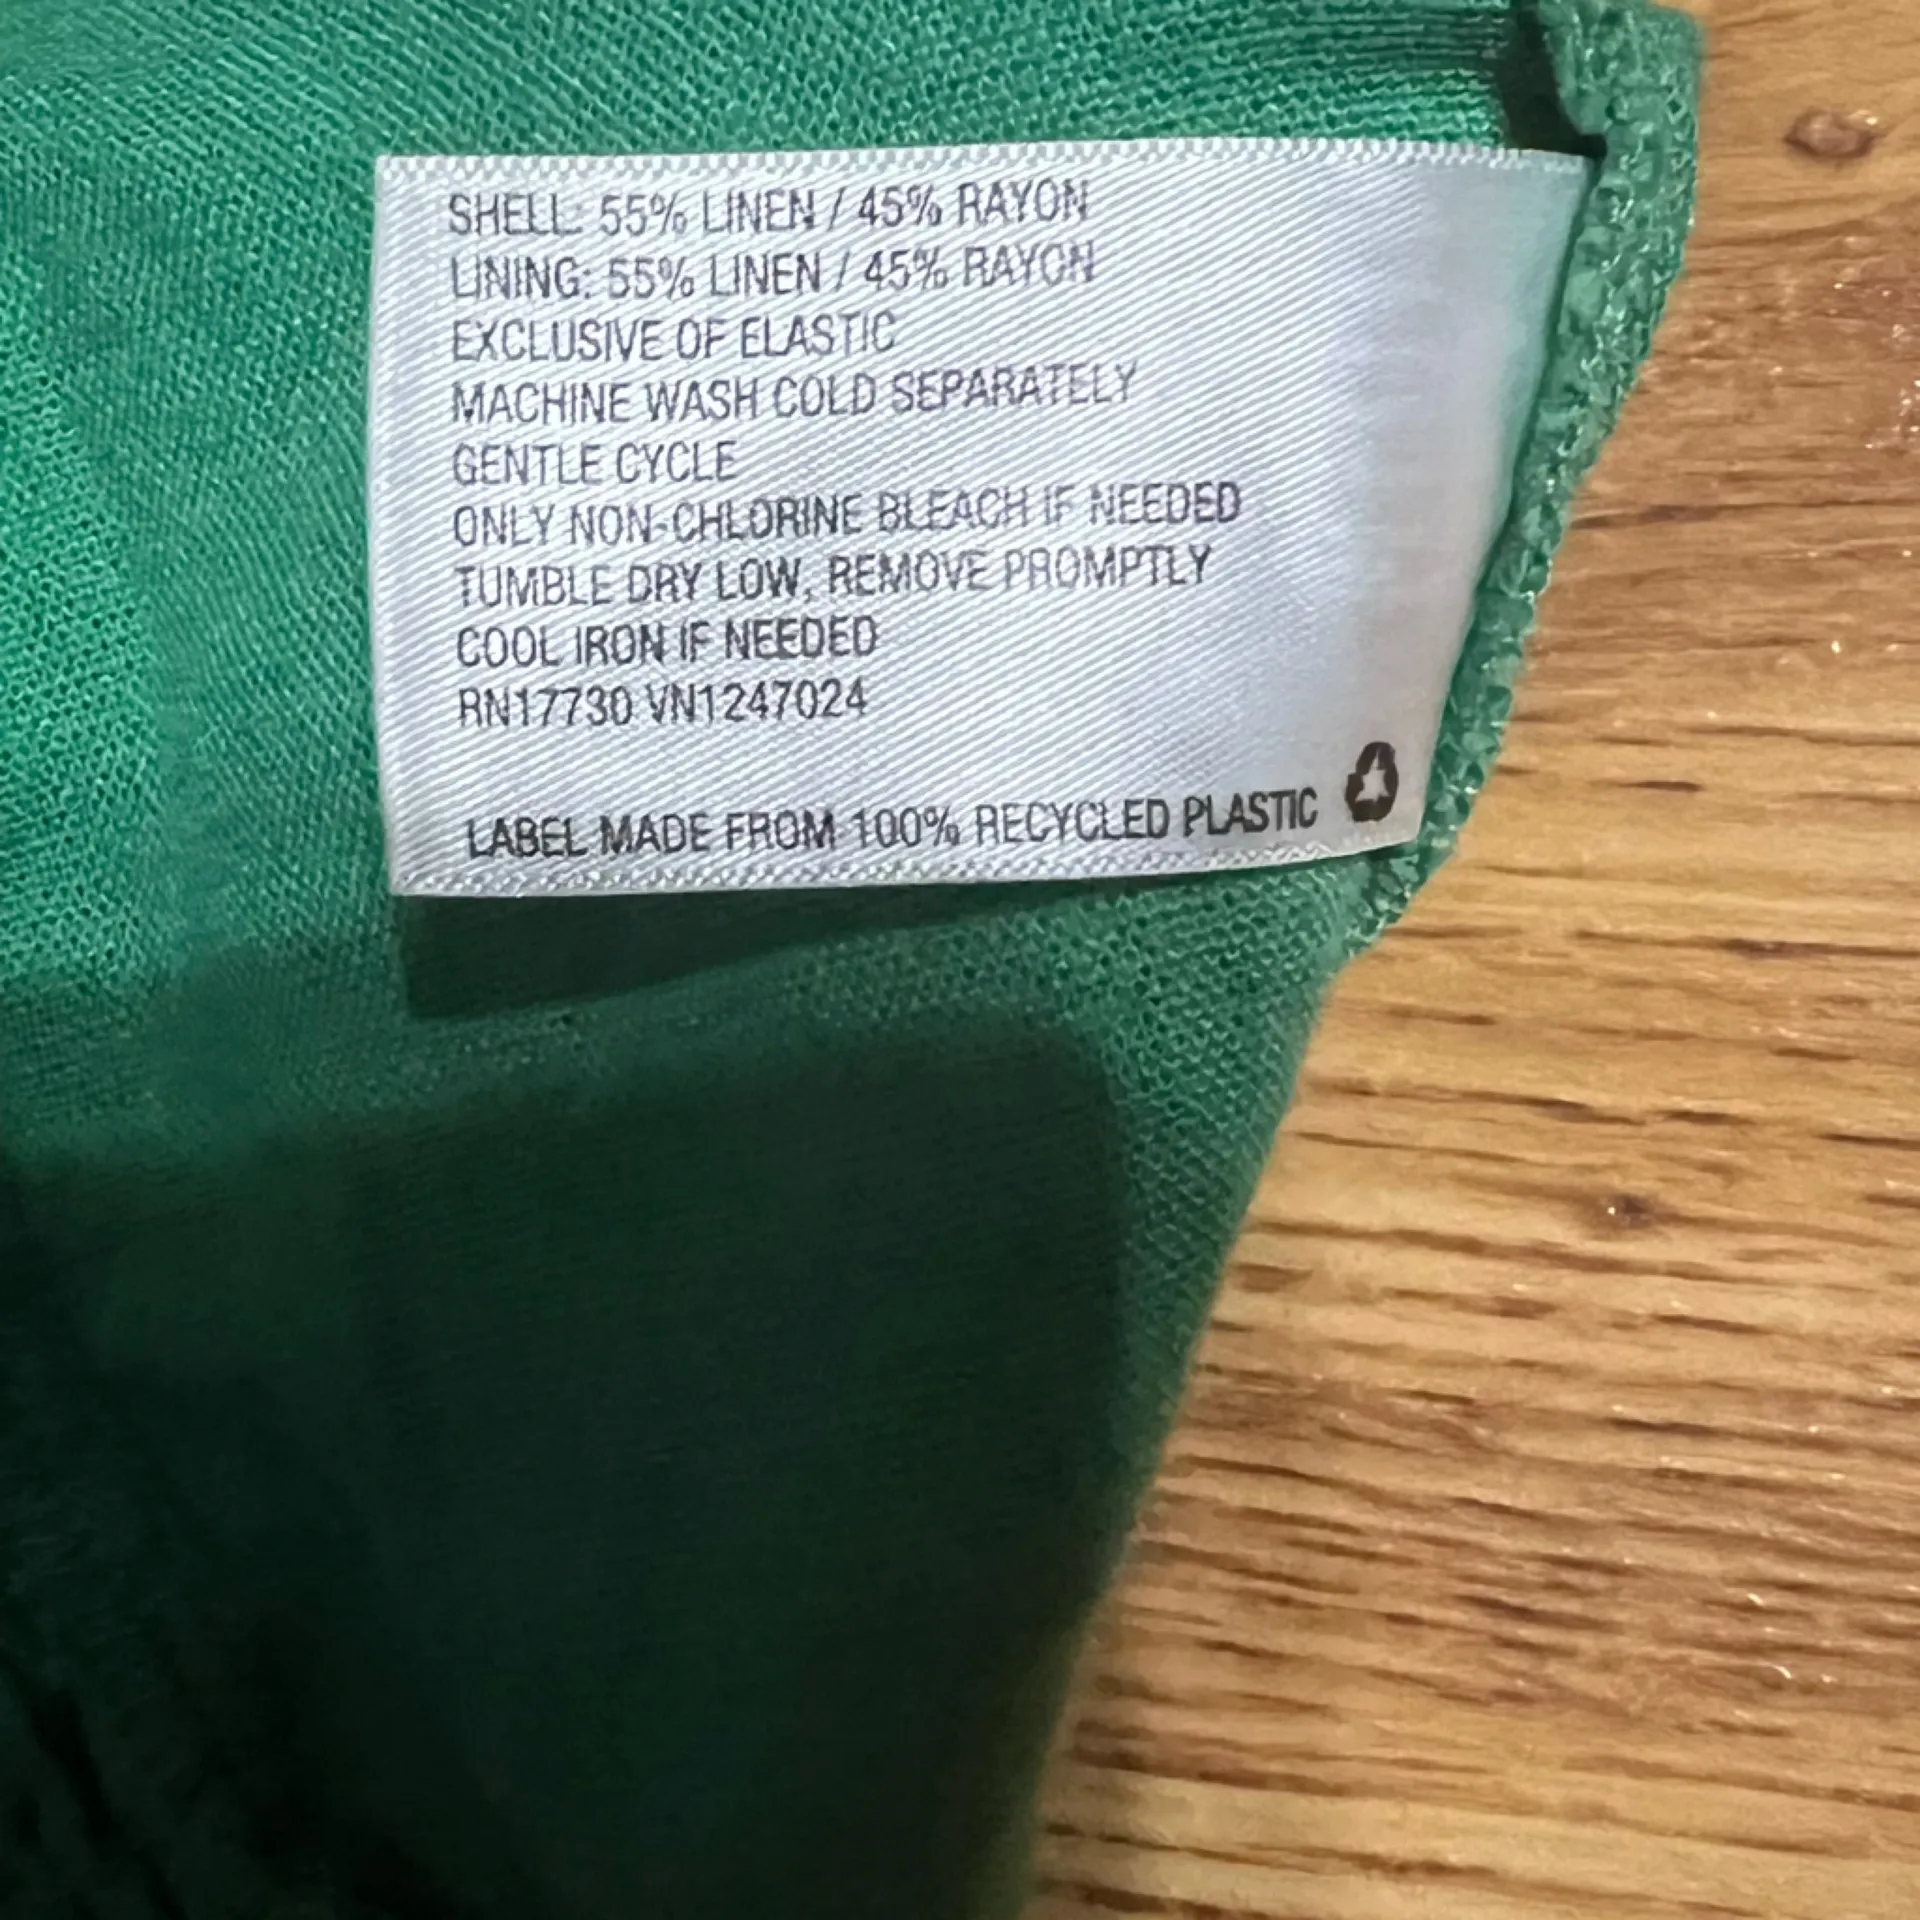 SHELL: 55% LINEN / 45% RAYON
LINING: 55% LINEN / 45% RAYON
EXCLUSIVE OF ELASTIC
MACHINE WASH COLD SEPARATELY
GENTLE CYCLE
ONLY NON-CHLORINE BLEACH IF NEEDED
TUMBLE DRY LOW, REMOVE PROMPTLY
COOL IRON IF NEEDED
RN17730 VN1247024
LABEL MADE FROM 100% RECYCLED PLASTIC